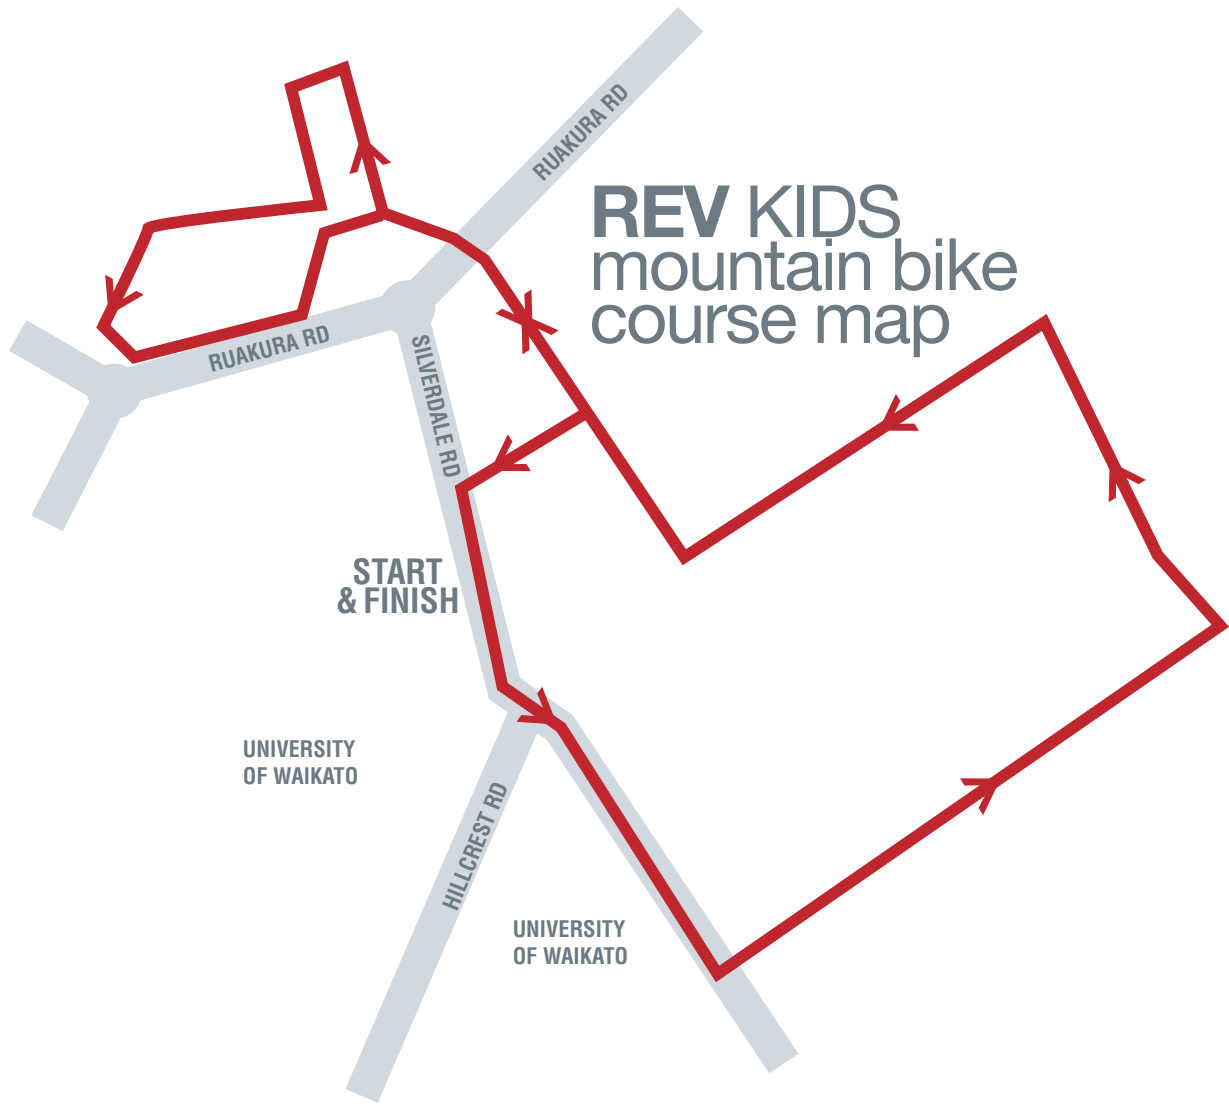 RUAKURA RD
REV KIDS
mountain bike
course map
RUAKURA RD
SILVERDALE RD
START
& FINISH
UNIVERSITY
OF WAIKATO
HILLCREST RD
UNIVERSITY
OF WAIKATO